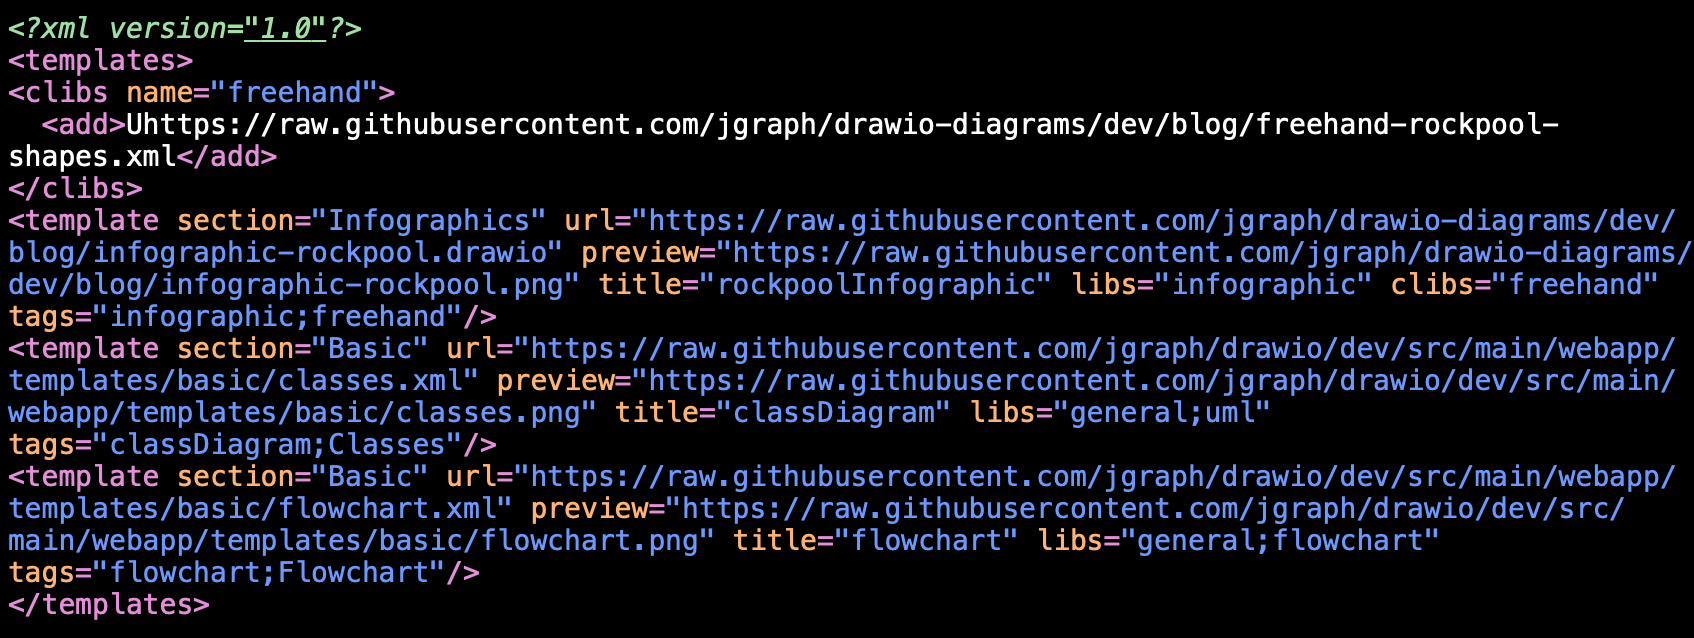 <?xml version="1.0"?>
<templates>
<clibs name="freehand">
  <add>Uhttps://raw.githubusercontent.com/jgraph/drawio-diagrams/dev/blog/freehand-rockpool-
shapes.xml</add>
</clibs>
<template section="Infographics" url="https://raw.githubusercontent.com/jgraph/drawio-diagrams/dev/
blog/infographic-rockpool.drawio" preview="https://raw.githubusercontent.com/jgraph/drawio-diagrams/
dev/blog/infographic-rockpool.png" title="rockpoolInfographic" libs="infographic" clibs="freehand"
tags="infographic;freehand"/>
<template section="Basic" url="https://raw.githubusercontent.com/jgraph/drawio/dev/src/main/webapp/
templates/basic/classes.xml" preview="https://raw.githubusercontent.com/jgraph/drawio/dev/src/main/
webapp/templates/basic/classes.png" title="classDiagram" libs="general;uml"
tags="classDiagram;Classes"/>
<template section="Basic" url="https://raw.githubusercontent.com/jgraph/drawio/dev/src/main/webapp/
templates/basic/flowchart.xml" preview="https://raw.githubusercontent.com/jgraph/drawio/dev/src/
main/webapp/templates/basic/flowchart.png" title="flowchart" libs="general;flowchart"
tags="flowchart;Flowchart"/>
</templates>